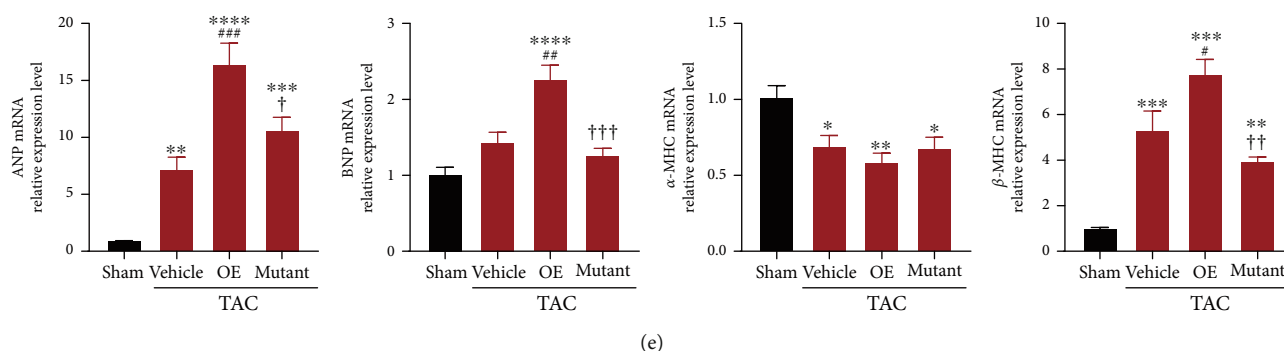 ANP mRNA
relative expression level
20
15
10
5
0
**
****
###
***
†
Sham Vehicle OE Mutant
TAC
BNP mRNA
relative expression level
3
2
1
0
****
##
†††
Sham Vehicle OE Mutant
TAC
α-MHC mRNA
relative expression level
1.5
1.0
0.5
0.0
*
**
*
Sham Vehicle OE Mutant
TAC
β-MHC mRNA
relative expression level
10
8
6
4
2
0
***
***
#
**
††
Sham Vehicle OE Mutant
TAC
(e)